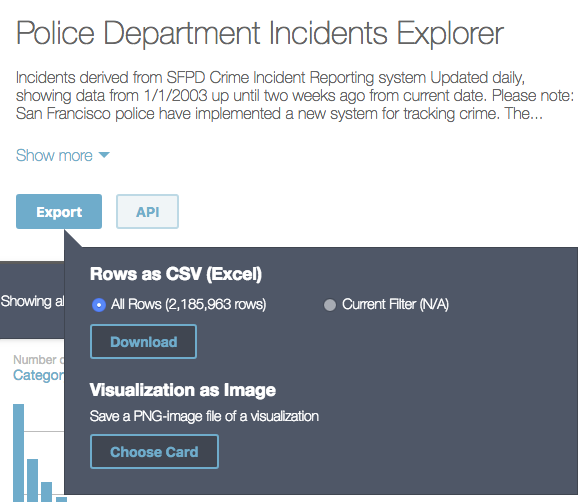 Police Department Incidents Explorer
Incidents derived from SFPD Crime Incident Reporting system Updated daily,
showing data from 1/1/2003 up until two weeks ago from current date. Please note:
San Francisco police have implemented a new system for tracking crime. The...
Show more
Export
API
Rows as CSV (Excel)
Showing al
All Rows (2,185,963 rows)
Current Filter (N/A)
Download
Number o
Categor
Visualization as Image
Save a PNG-image file of a visualization
Choose Card